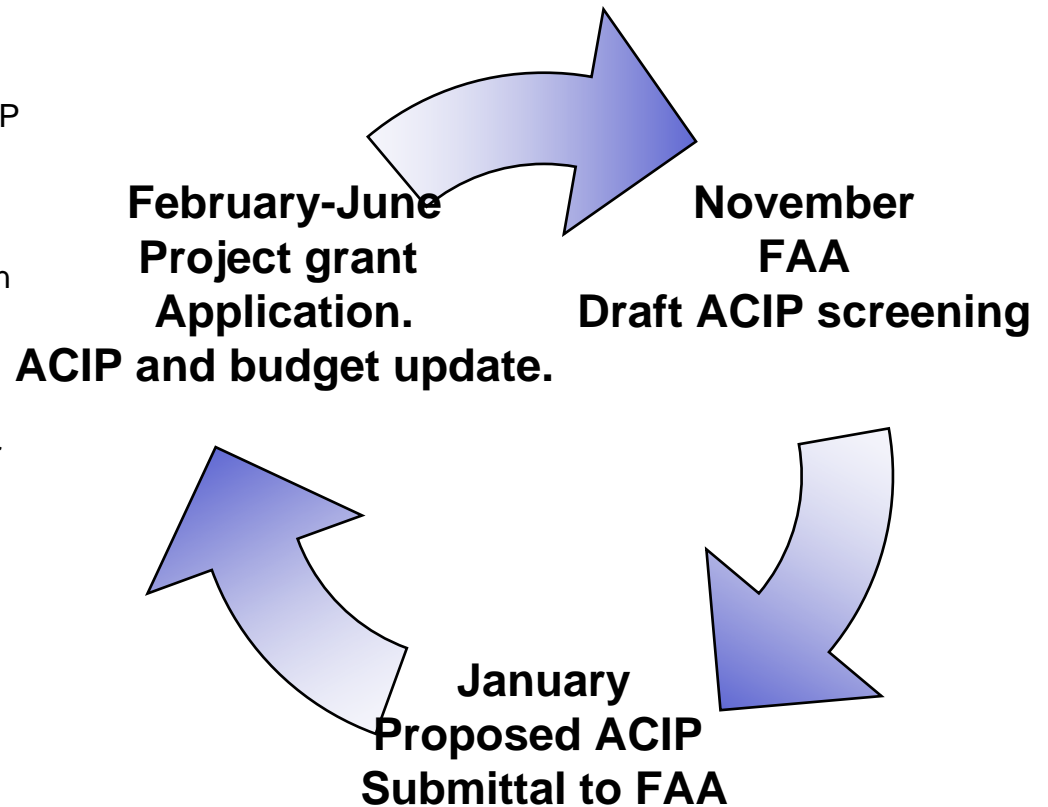 P
n
February-June
Project grant
Application.
ACIP and budget update.
November
FAA
Draft ACIP screening
January
Proposed ACIP
Submittal to FAA